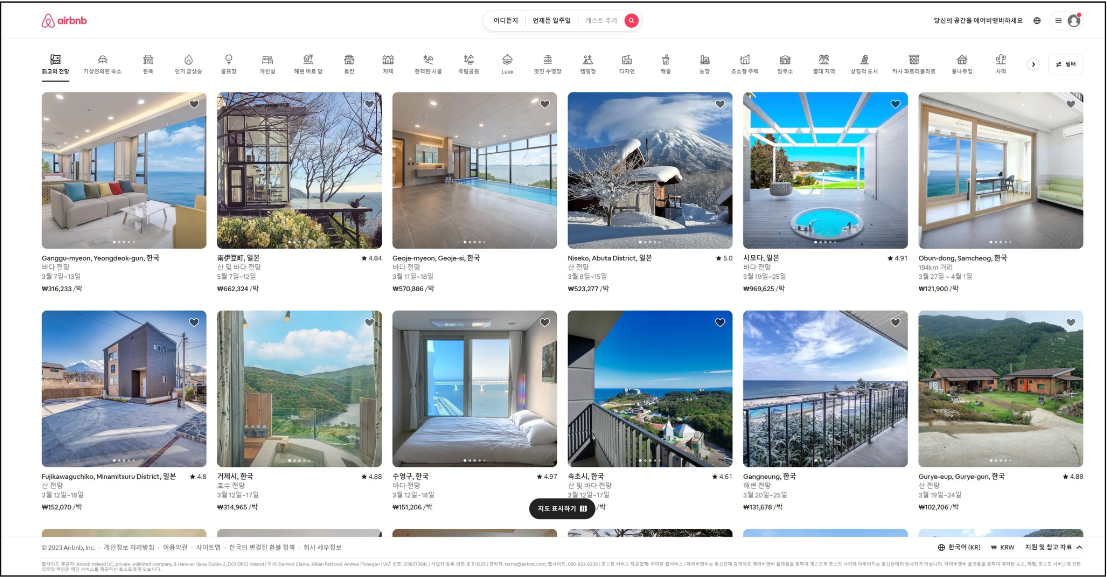 airbnb
어디든지 언제든 일주일 게스트 추가
당신의 공간을 에어비앤비하세요
최고의 전망 기상천외한 숙소 한옥 인기 급상승 골프장 개인실 해변 바로 앞 료칸 저택 한적한 시골 국립공원 Luxe 멋진 수영장 캠핑장 디자인 캐슬 농장 초소형 주택 담무소 열대 지역 상징적 도시 카사 파르티쿨라르 통나무집 사막 필터
Ganggu-myeon, Yeongdeok-gun, 한국
바다 전망
3월 7일~13일
₩316,233 /박
南伊豆町, 일본 ★ 4.84
산 및 바다 전망
5월 7일~12일
₩662,324 /박
Geoje-myeon, Geoje-si, 한국
바다 전망
3월 11일~18일
₩570,886 /박
Niseko, Abuta District, 일본 ★ 5.0
산 전망
3월 8일~15일
₩523,277 /박
시모다, 일본 ★ 4.91
바다 전망
3월 19일~25일
₩969,625 /박
Obun-dong, Samcheog, 한국
194km 거리
3월 27일 ~ 4월 1일
₩121,900 /박
Fujikawaguchiko, Minamitsuru District, 일본 ★ 4.8
산 전망
3월 12일~18일
₩152,070 /박
거제시, 한국 ★ 4.88
호수 전망
3월 12일~17일
₩314,965 /박
수영구, 한국 ★ 4.97
바다 전망
3월 12일~18일
₩151,206 /박
속초시, 한국 ★ 4.61
산 및 바다 전망
3월 12일~17일
/박
Gangneung, 한국
해변 전망
3월 20일~25일
₩131,678 /박
Gurye-eup, Gurye-gun, 한국 ★ 4.88
산 전망
3월 19일~24일
₩102,706 /박
지도 표시하기
© 2023 Airbnb, Inc. · 개인정보 처리방침 · 이용약관 · 사이트맵 · 한국의 변경된 환불 정책 · 회사 세부정보
한국어 (KR) ₩ KRW 지원 및 참고 자료